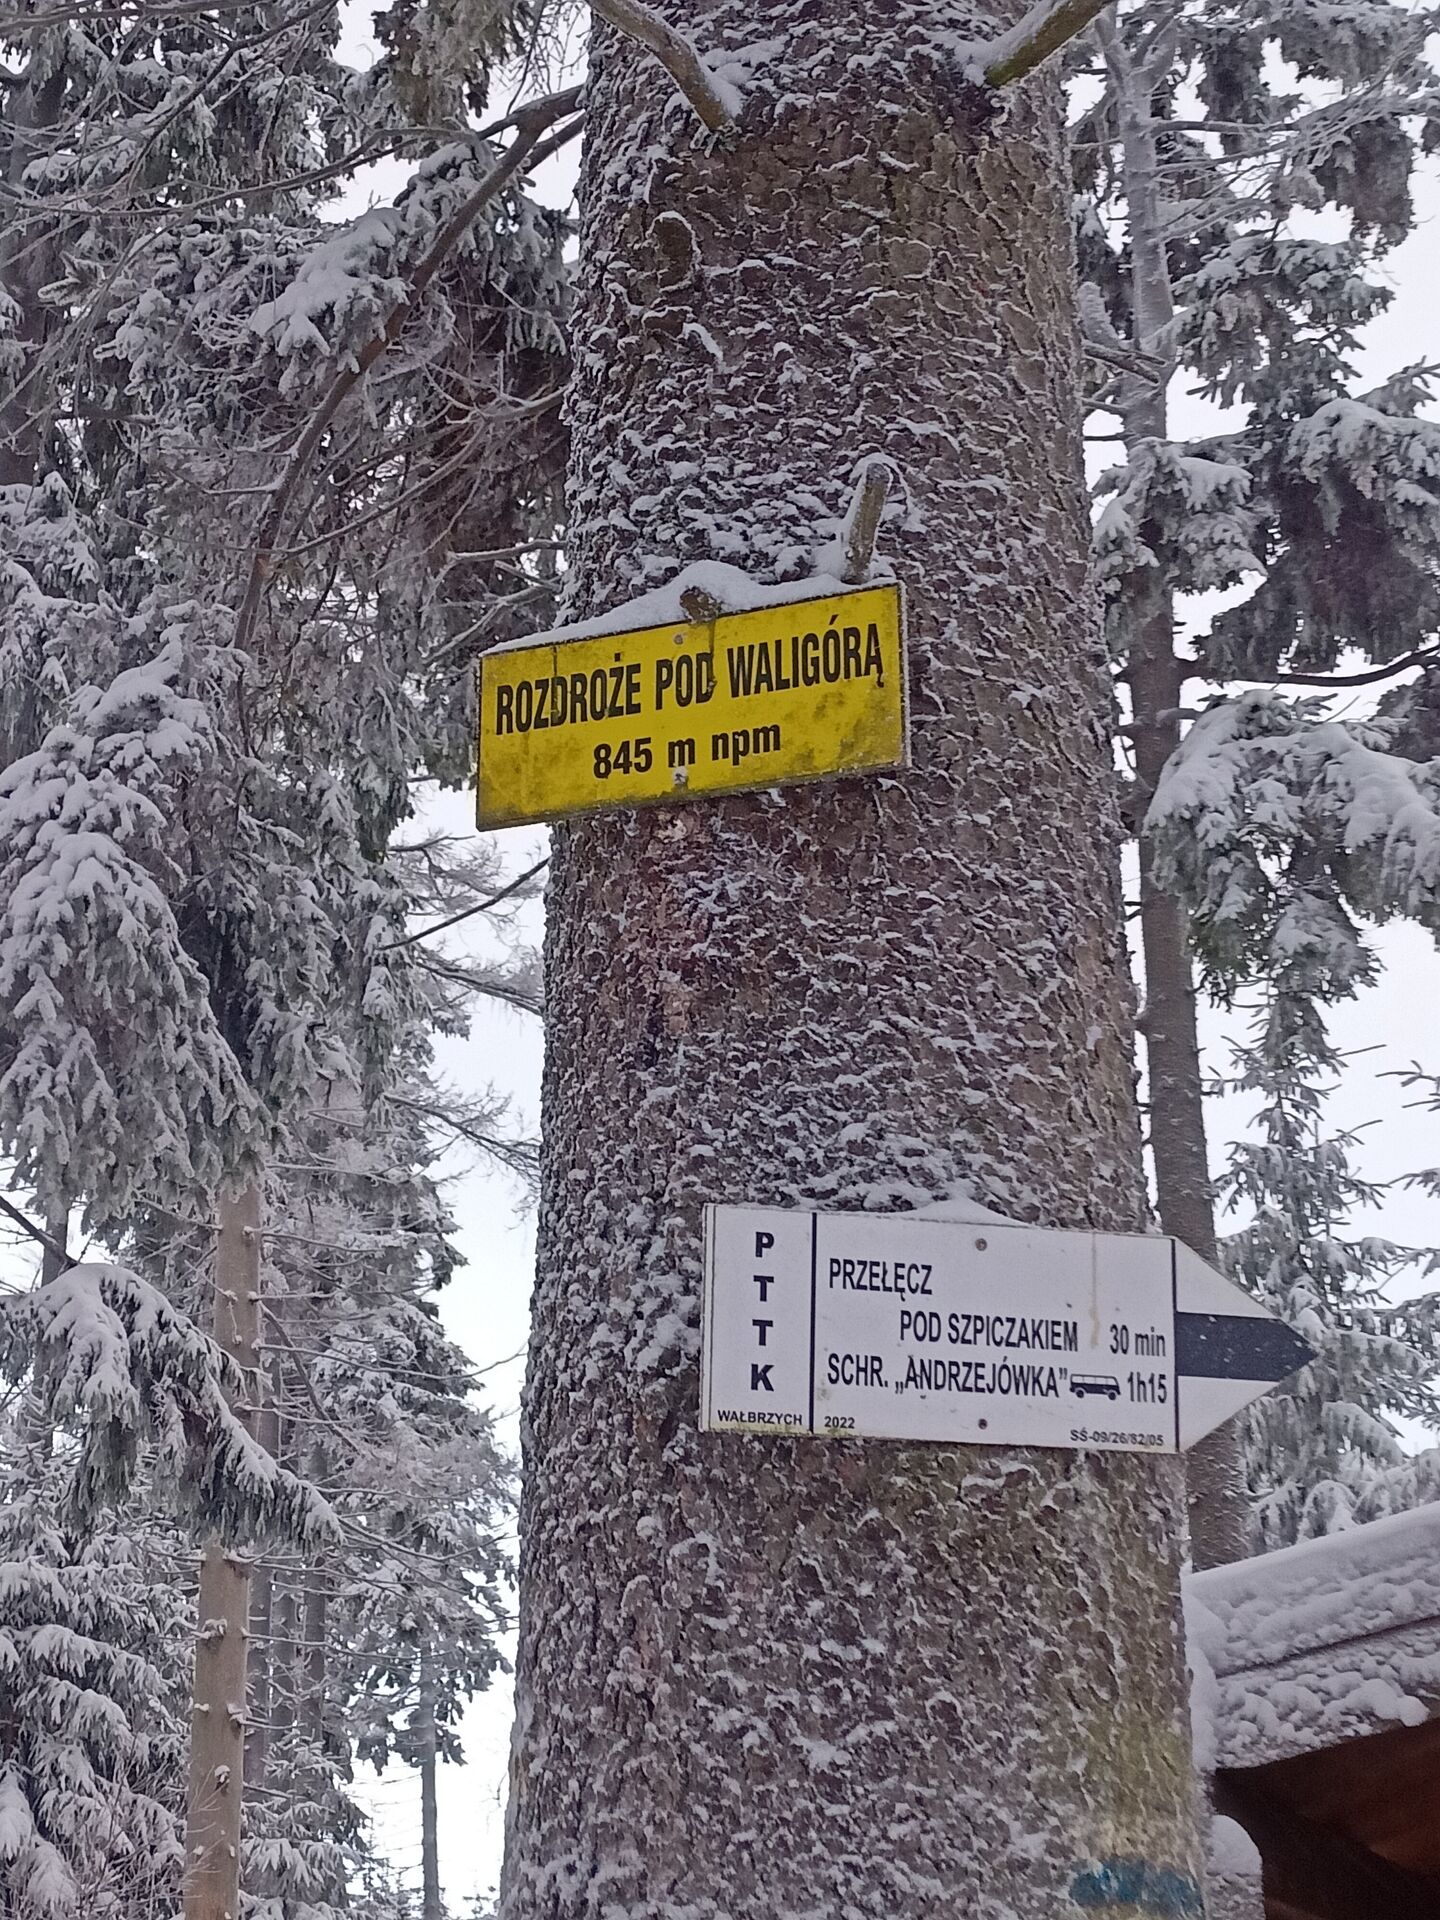 ROZDROŻE POD WALIGÓRĄ
845 m npm
PTTK
PRZEŁĘCZ
POD SZPICZAKIEM 30 min
SCHR. „ANDRZEJÓWKA” 1h15
WAŁBRZYCH 2022 SŚ-09/26/82/05